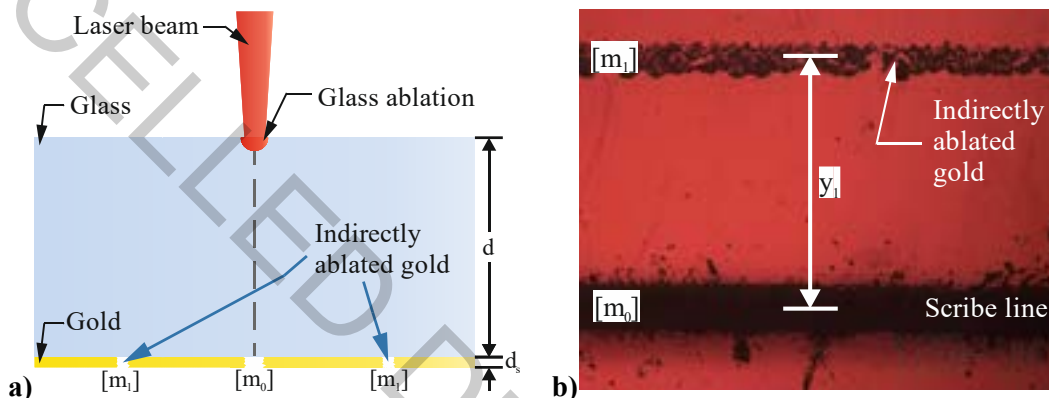 Laser beam
Glass
Glass ablation
Indirectly
ablated gold
d
Gold
d_s
[m_1]
[m_0]
[m_1]
a)
[m_1]
Indirectly
ablated
gold
y_1
[m_0]
Scribe line
b)
CELLED